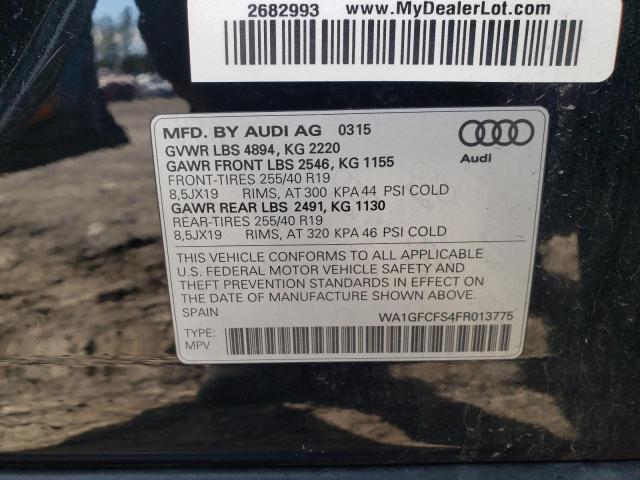 2682993 www.MyDealerLot.com
MFD. BY AUDI AG 0315
GVWR LBS 4894, KG 2220
GAWR FRONT LBS 2546, KG 1155
FRONT-TIRES 255/40 R19
8,5JX19 RIMS, AT 300 KPA 44 PSI COLD
GAWR REAR LBS 2491, KG 1130
REAR-TIRES 255/40 R19
8,5JX19 RIMS, AT 320 KPA 46 PSI COLD
Audi
THIS VEHICLE CONFORMS TO ALL APPLICABLE
U.S. FEDERAL MOTOR VEHICLE SAFETY AND
THEFT PREVENTION STANDARDS IN EFFECT
ON THE DATE OF MANUFACTURE SHOWN ABOVE.
SPAIN
WA1GFCFS4FR013775
TYPE:
MPV